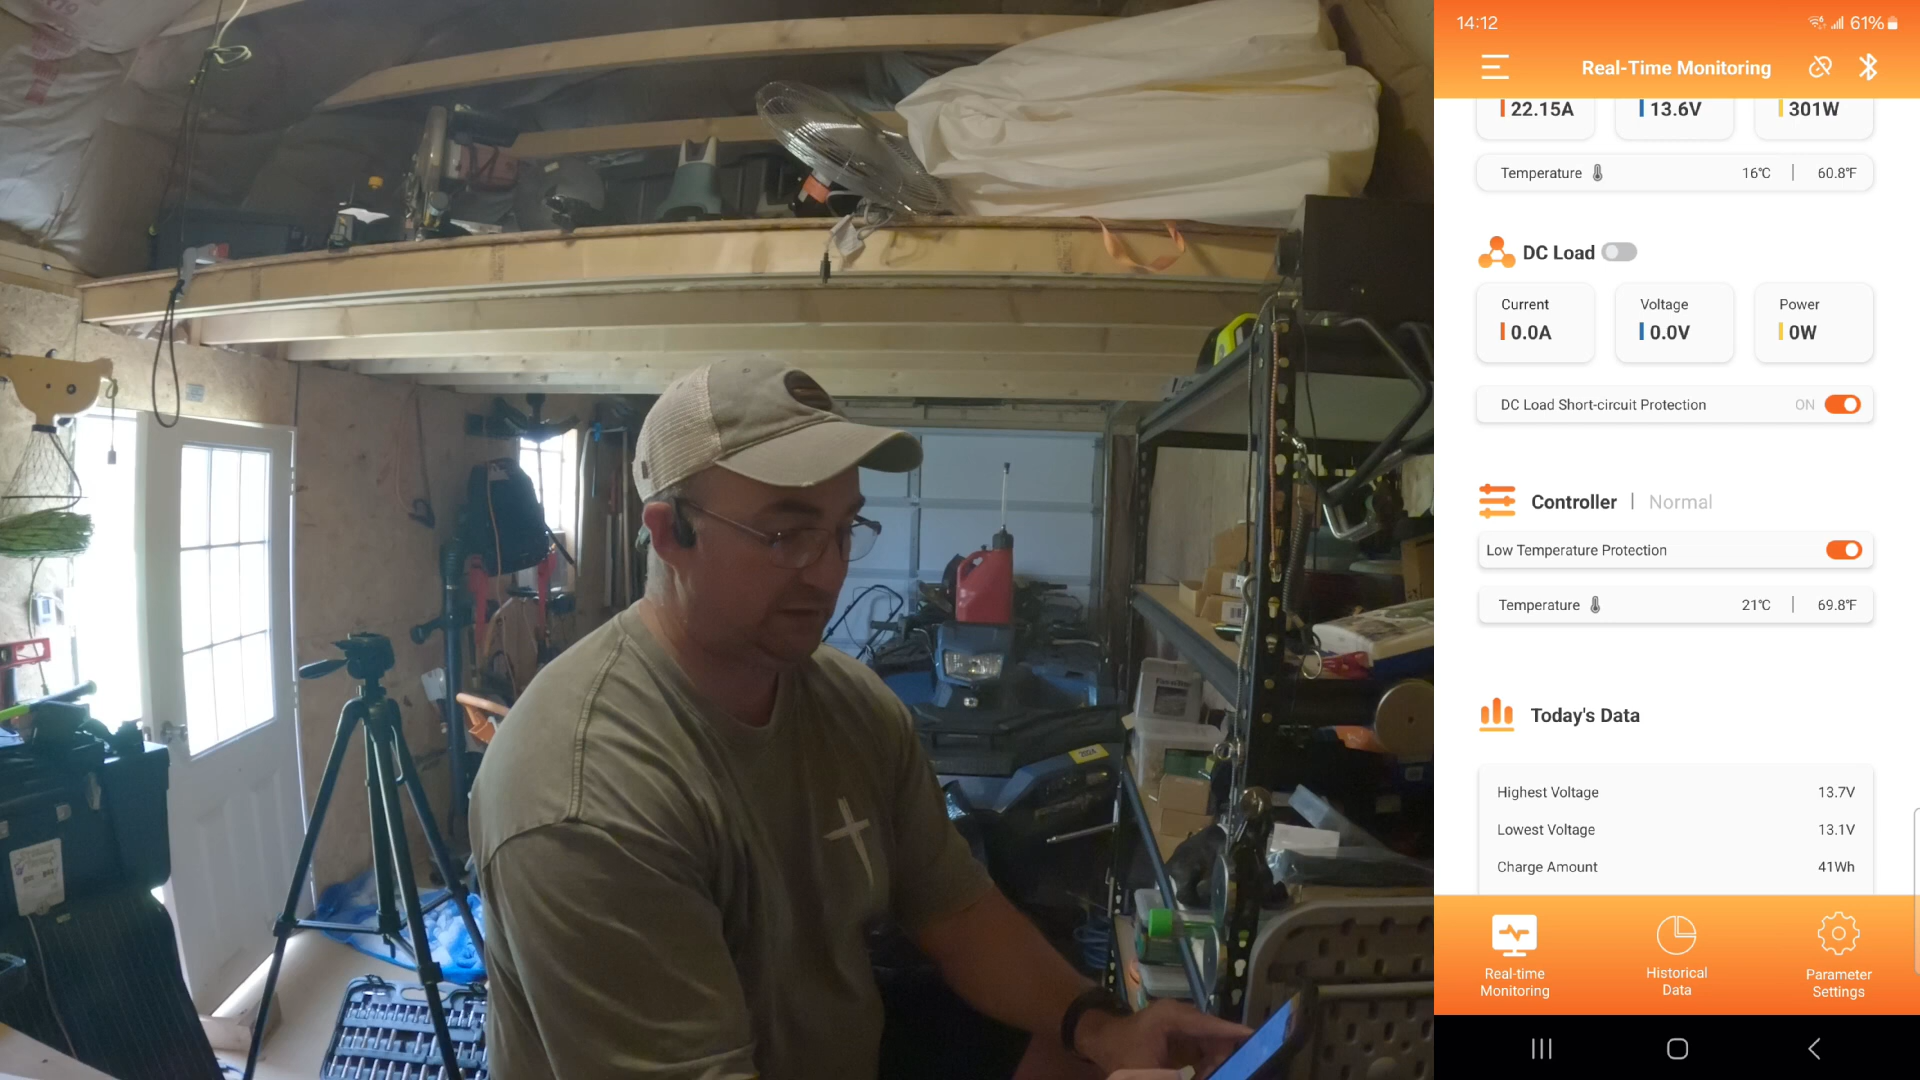 14:12
61%
Real-Time Monitoring
22.15A
13.6V
301W
Temperature
16℃ | 60.8℉
DC Load
Current
Voltage
Power
0.0A
0.0V
0W
DC Load Short-circuit Protection
ON
Controller | Normal
Low Temperature Protection
Temperature
21℃ | 69.8℉
Today's Data
Highest Voltage
13.7V
Lowest Voltage
13.1V
Charge Amount
41Wh
Real-time
Monitoring
Historical
Data
Parameter
Settings
2024